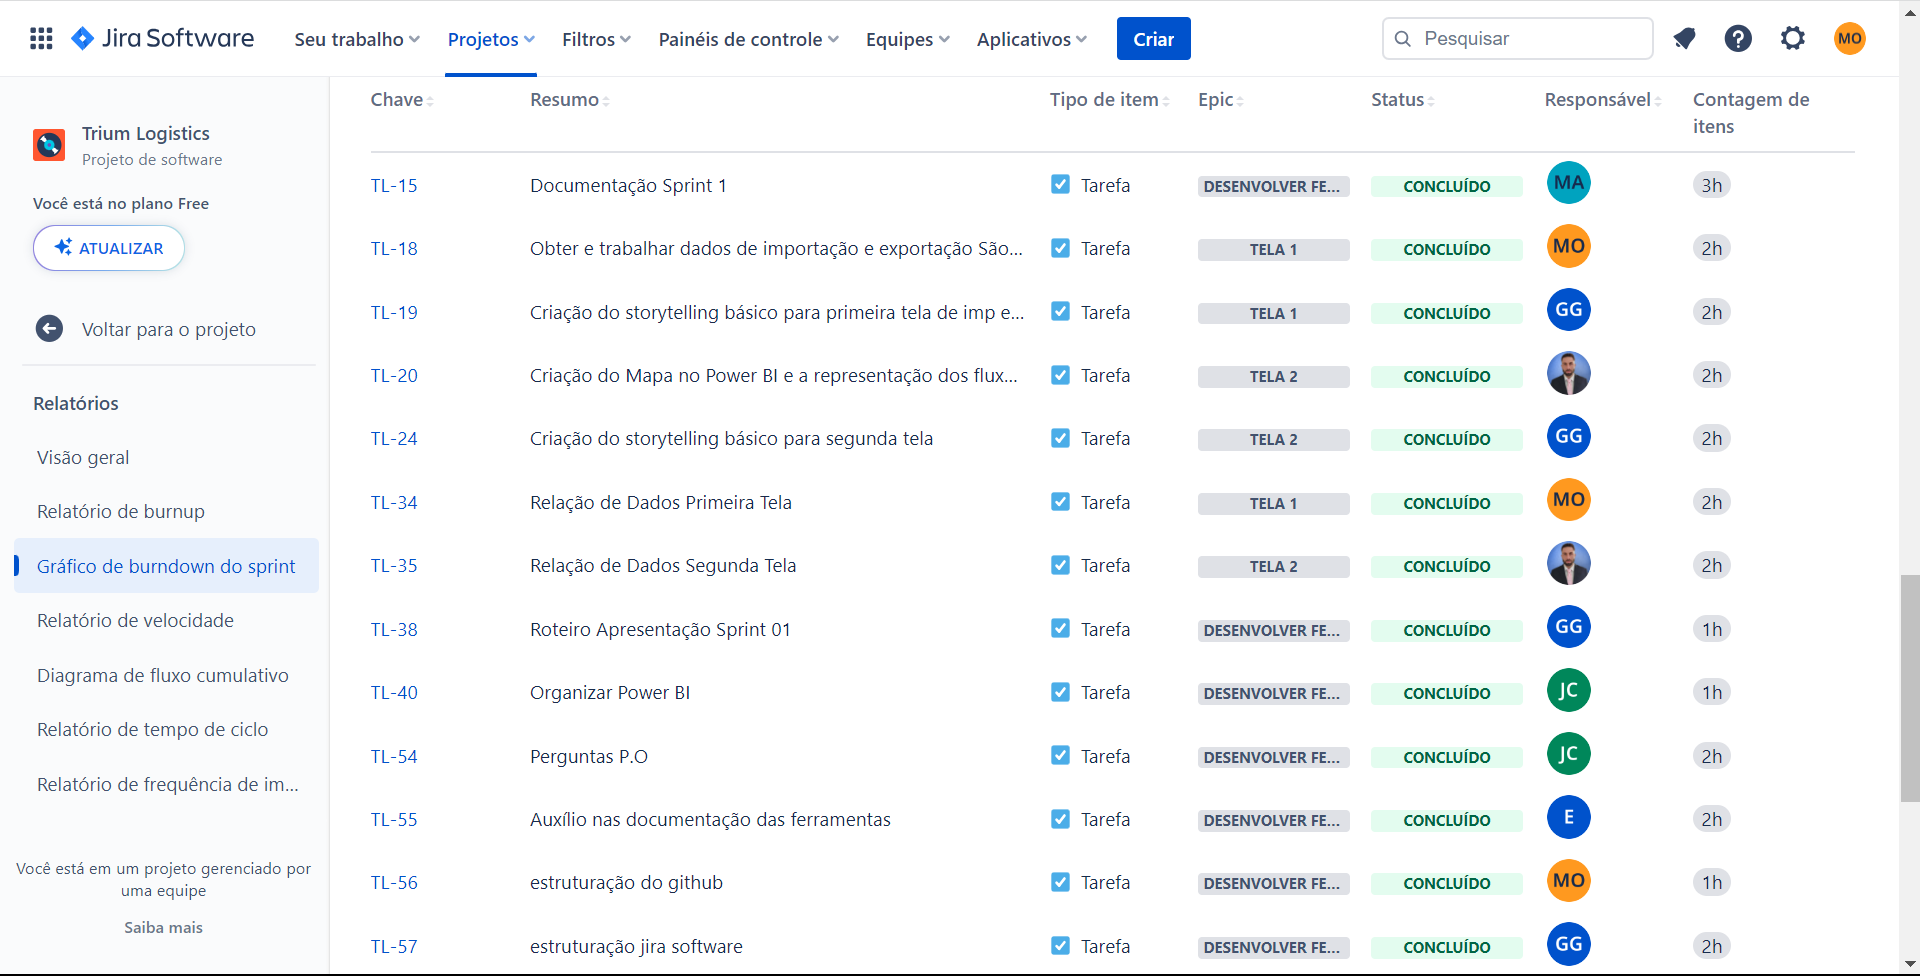 Jira Software
Seu trabalho
Projetos
Filtros
Painéis de controle
Equipes
Aplicativos
Criar
Pesquisar
?
MO
Trium Logistics
Projeto de software
Você está no plano Free
ATUALIZAR
Voltar para o projeto
Relatórios
Visão geral
Relatório de burnup
Gráfico de burndown do sprint
Relatório de velocidade
Diagrama de fluxo cumulativo
Relatório de tempo de ciclo
Relatório de frequência de im...
Você está em um projeto gerenciado por
uma equipe
Saiba mais
Chave Resumo Tipo de item Epic Status Responsável Contagem de
itens
TL-15 Documentação Sprint 1 Tarefa DESENVOLVER FE... CONCLUÍDO MA 3h
TL-18 Obter e trabalhar dados de importação e exportação São... Tarefa TELA 1 CONCLUÍDO MO 2h
TL-19 Criação do storytelling básico para primeira tela de imp e... Tarefa TELA 1 CONCLUÍDO GG 2h
TL-20 Criação do Mapa no Power BI e a representação dos flux... Tarefa TELA 2 CONCLUÍDO 2h
TL-24 Criação do storytelling básico para segunda tela Tarefa TELA 2 CONCLUÍDO GG 2h
TL-34 Relação de Dados Primeira Tela Tarefa TELA 1 CONCLUÍDO MO 2h
TL-35 Relação de Dados Segunda Tela Tarefa TELA 2 CONCLUÍDO 2h
TL-38 Roteiro Apresentação Sprint 01 Tarefa DESENVOLVER FE... CONCLUÍDO GG 1h
TL-40 Organizar Power BI Tarefa DESENVOLVER FE... CONCLUÍDO JC 1h
TL-54 Perguntas P.O Tarefa DESENVOLVER FE... CONCLUÍDO JC 2h
TL-55 Auxílio nas documentação das ferramentas Tarefa DESENVOLVER FE... CONCLUÍDO E 2h
TL-56 estruturação do github Tarefa DESENVOLVER FE... CONCLUÍDO MO 1h
TL-57 estruturação jira software Tarefa DESENVOLVER FE... CONCLUÍDO GG 2h